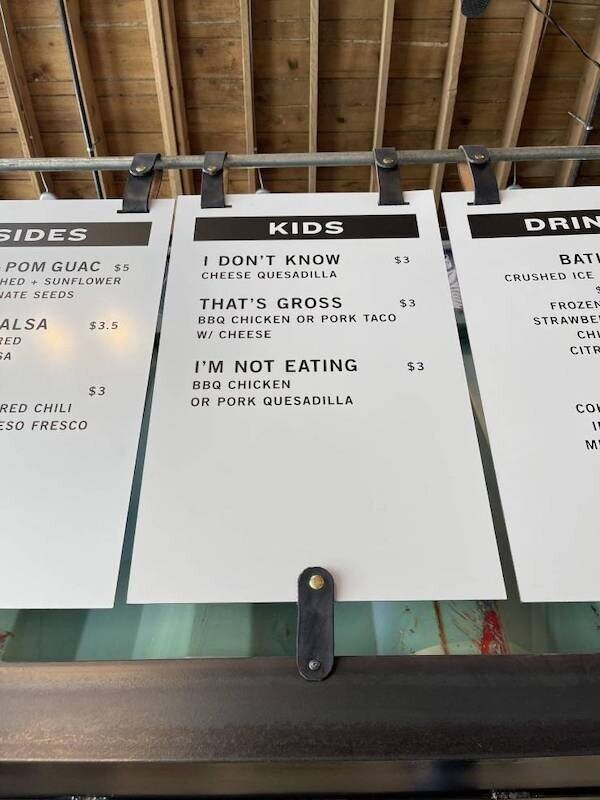 SIDES
POM GUAC $5
HED + SUNFLOWER
NATE SEEDS
ALSA $3.5
RED
SA
$3
RED CHILI
ESO FRESCO
KIDS
I DON'T KNOW $3
CHEESE QUESADILLA
THAT'S GROSS $3
BBQ CHICKEN OR PORK TACO
W/ CHEESE
I'M NOT EATING $3
BBQ CHICKEN
OR PORK QUESADILLA
DRIN
BATI
CRUSHED ICE
$
FROZEN
STRAWBE
CHI
CITR
CO
I
M